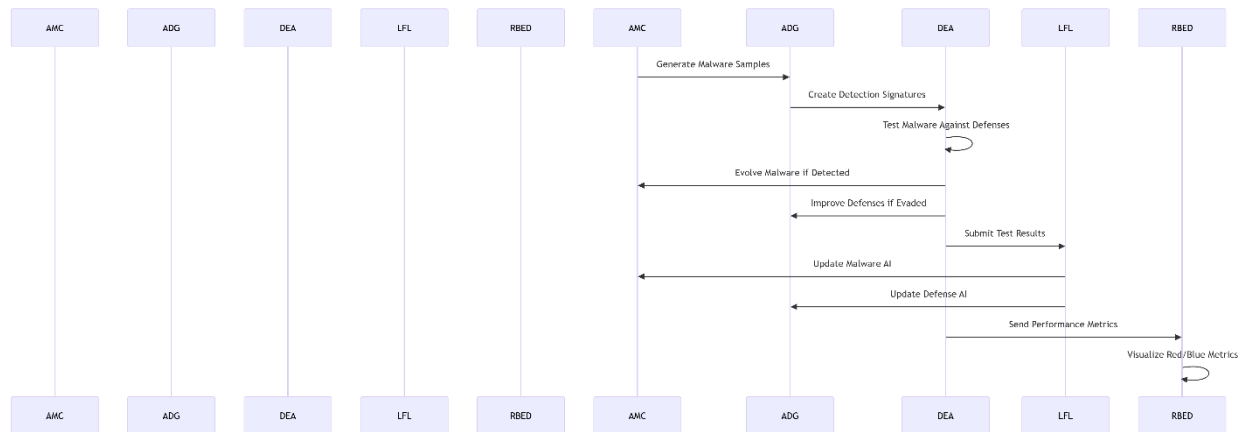 AMC ADG DEA LFL RBED AMC ADG DEA LFL RBED
Generate Malware Samples
Create Detection Signatures
Test Malware Against Defenses
Evolve Malware if Detected
Improve Defenses if Evaded
Submit Test Results
Update Malware AI
Update Defense AI
Send Performance Metrics
Visualize Red/Blue Metrics
AMC ADG DEA LFL RBED AMC ADG DEA LFL RBED